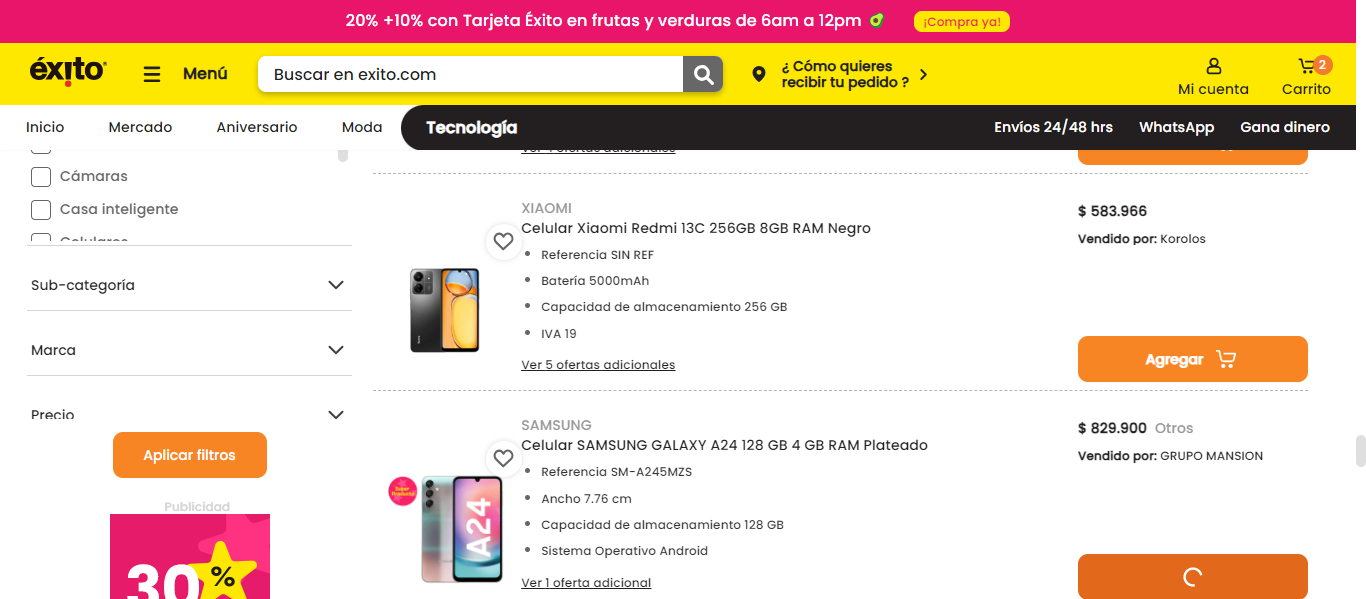 20% +10% con Tarjeta Éxito en frutas y verduras de 6am a 12pm
¡Compra ya!
éxito
Menú
Buscar en exito.com
¿ Cómo quieres
recibir tu pedido ?
Mi cuenta
2
Carrito
Inicio
Mercado
Aniversario
Moda
Tecnología
Envíos 24/48 hrs
WhatsApp
Gana dinero
Cámaras
Casa inteligente
Celulares
Sub-categoría
Marca
Precio
Aplicar filtros
Publicidad
30%
XIAOMI
Celular Xiaomi Redmi 13C 256GB 8GB RAM Negro
Referencia SIN REF
Batería 5000mAh
Capacidad de almacenamiento 256 GB
IVA 19
Ver 5 ofertas adicionales
$ 583.966
Vendido por: Korolos
Agregar
SAMSUNG
Celular SAMSUNG GALAXY A24 128 GB 4 GB RAM Plateado
Referencia SM-A245MZS
Ancho 7.76 cm
Capacidad de almacenamiento 128 GB
Sistema Operativo Android
Ver 1 oferta adicional
Super
Producto
A24
$ 829.900 Otros
Vendido por: GRUPO MANSION